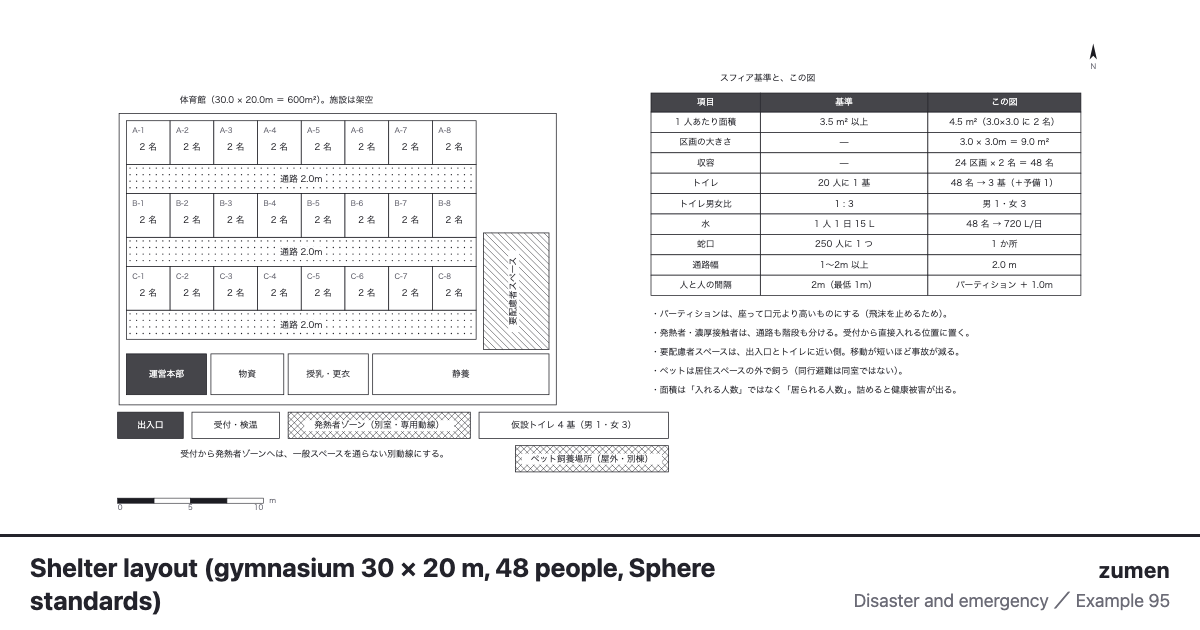 N
体育館（30.0 × 20.0m ＝ 600m²）。施設は架空
A-1 A-2 A-3 A-4 A-5 A-6 A-7 A-8
2 名 2 名 2 名 2 名 2 名 2 名 2 名 2 名
通路 2.0m
B-1 B-2 B-3 B-4 B-5 B-6 B-7 B-8
2 名 2 名 2 名 2 名 2 名 2 名 2 名 2 名
通路 2.0m
C-1 C-2 C-3 C-4 C-5 C-6 C-7 C-8
2 名 2 名 2 名 2 名 2 名 2 名 2 名 2 名
通路 2.0m
要配慮者スペース
運営本部 物資 授乳・更衣 静養
出入口 受付・検温 発熱者ゾーン（別室・専用動線） 仮設トイレ 4 基（男 1・女 3）
受付から発熱者ゾーンへは、一般スペースを通らない別動線にする。
ペット飼養場所（屋外・別棟）
0 5 10 m
スフィア基準と、この図
項目 基準 この図
1 人あたり面積 3.5 m² 以上 4.5 m²（3.0×3.0 に 2 名）
区画の大きさ — 3.0 × 3.0m ＝ 9.0 m²
収容 — 24 区画 × 2 名 ＝ 48 名
トイレ 20 人に 1 基 48 名 → 3 基（＋予備 1）
トイレ男女比 1 : 3 男 1・女 3
水 1 人 1 日 15 L 48 名 → 720 L/日
蛇口 250 人に 1 つ 1 か所
通路幅 1〜2m 以上 2.0 m
人と人の間隔 2m（最低 1m） パーティション ＋ 1.0m
・パーティションは、座って口元より高いものにする（飛沫を止めるため）。
・発熱者・濃厚接触者は、通路も階段も分ける。受付から直接入れる位置に置く。
・要配慮者スペースは、出入口とトイレに近い側。移動が短いほど事故が減る。
・ペットは居住スペースの外で飼う（同行避難は同室ではない）。
・面積は「入れる人数」ではなく「居られる人数」。詰めると健康被害が出る。
Shelter layout (gymnasium 30 × 20 m, 48 people, Sphere
standards)
zumen
Disaster and emergency ／ Example 95